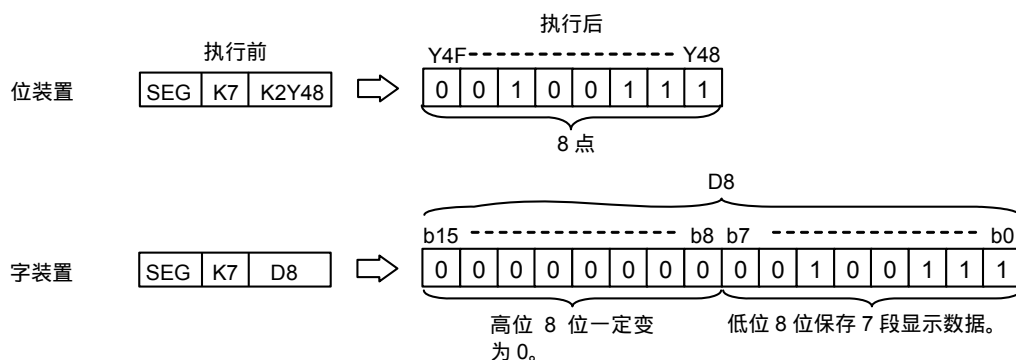 执行后
执行前
Y4F Y48
位装置 SEG K7 K2Y48 0 0 1 0 0 1 1 1
8 点
D8
b15 b8 b7 b0
字装置 SEG K7 D8 0 0 0 0 0 0 0 0 0 0 1 0 0 1 1 1
高位 8 位一定变
为 0。
低位 8 位保存 7 段显示数据。